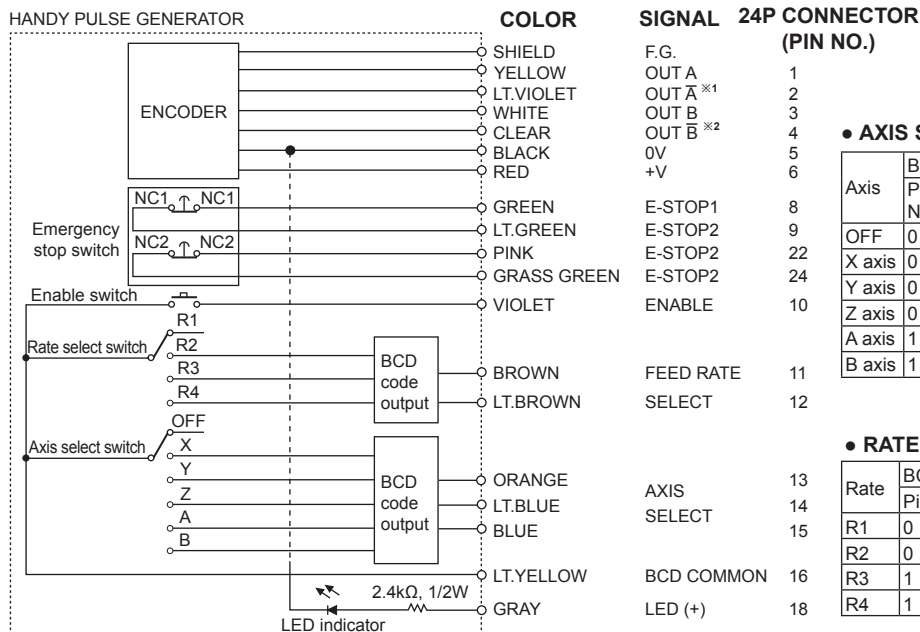 HANDY PULSE GENERATOR
COLOR SIGNAL 24P CONNECTOR
(PIN NO.)
SHIELD F.G.
YELLOW OUT A 1
LT.VIOLET OUT A̅ ※1 2
WHITE OUT B 3
CLEAR OUT B̅ ※2 4
BLACK 0V 5
RED +V 6
ENCODER
NC1 NC1
NC2 NC2
Emergency
stop switch
GREEN E-STOP1 8
LT.GREEN E-STOP2 9
PINK E-STOP2 22
GRASS GREEN E-STOP2 24
Enable switch
VIOLET ENABLE 10
Rate select switch
R1
R2
R3
R4
BCD
code
output
BROWN FEED RATE 11
LT.BROWN SELECT 12
Axis select switch
OFF
X
Y
Z
A
B
BCD
code
output
ORANGE 13
LT.BLUE 14
BLUE 15
AXIS
SELECT
LT.YELLOW BCD COMMON 16
2.4kΩ, 1/2W
GRAY LED (+) 18
LED indicator
● AXIS S
Axis B
P
N
OFF 0
X axis 0
Y axis 0
Z axis 0
A axis 1
B axis 1
● RATE
Rate BC
Pi
R1 0
R2 0
R3 1
R4 1